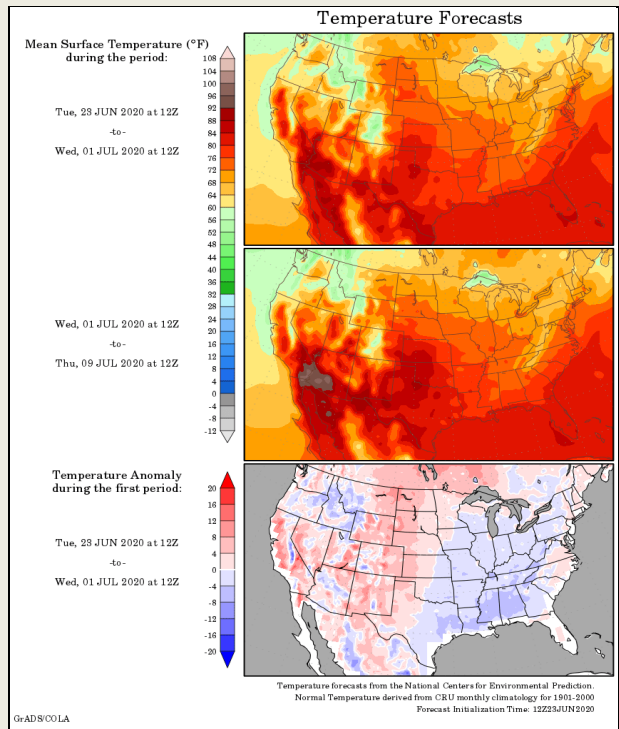 Temperature Forecasts
Mean Surface Temperature (°F)
during the period:
Tue, 23 JUN 2020 at 12Z
-to-
Wed, 01 JUL 2020 at 12Z
108
104
100
96
92
88
84
80
76
72
68
64
60
56
52
48
44
40
36
32
28
24
20
16
12
8
4
0
-4
-8
-12
Wed, 01 JUL 2020 at 12Z
-to-
Thu, 09 JUL 2020 at 12Z
Temperature Anomaly
during the first period:
Tue, 23 JUN 2020 at 12Z
-to-
Wed, 01 JUL 2020 at 12Z
20
16
12
8
4
0
-4
-8
-12
-16
-20
Temperature forecasts from the National Centers for Environmental Prediction.
Normal Temperature derived from CRU monthly climatology for 1901-2000
Forecast Initialization Time: 12Z23JUN2020
GrADS/COLA